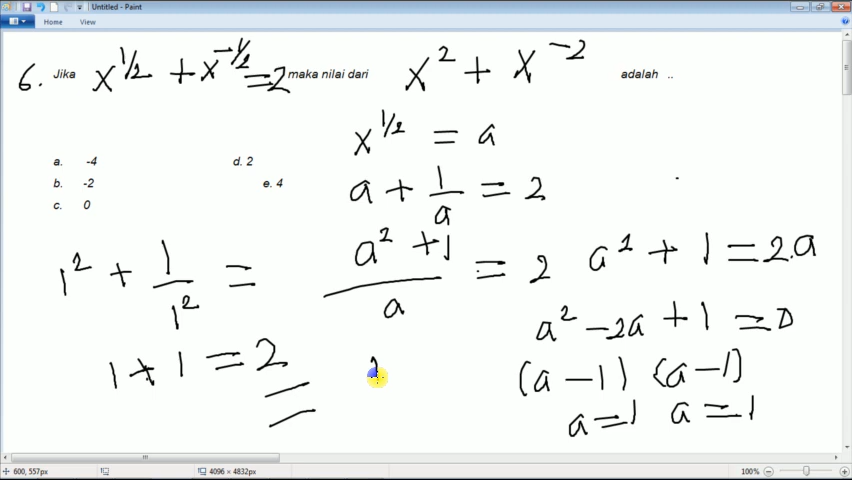 Untitled - Paint
Home View
6. Jika x^1/2 + x^-1/2 = 2 maka nilai dari x^2 + x^-2 adalah ..
x^1/2 = a
a. -4 d. 2
b. -2 e. 4
c. 0
a + 1/a = 2
1^2 + 1/1^2 =
(a^2 + 1)/a = 2
a^2 + 1 = 2.a
a^2 - 2a + 1 = 0
1 + 1 = 2
(a - 1) (a - 1)
a = 1 a = 1
600, 557px 4096 × 4832px 100%